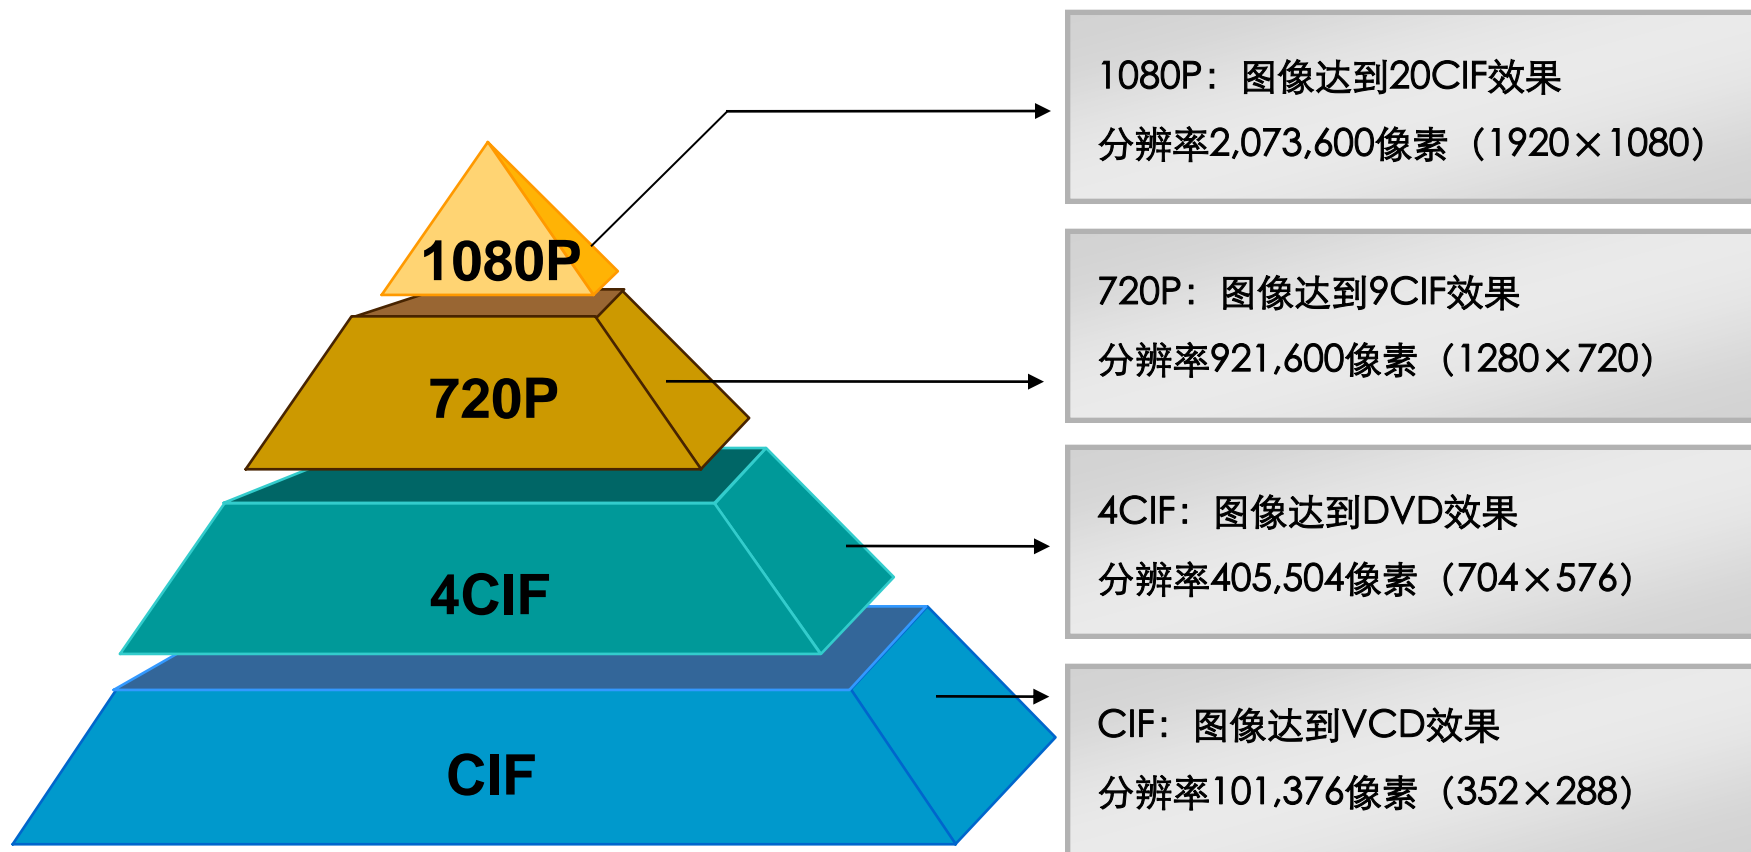 1080P
720P
4CIF
CIF
1080P：图像达到20CIF效果
分辨率2,073,600像素（1920×1080）
720P：图像达到9CIF效果
分辨率921,600像素（1280×720）
4CIF：图像达到DVD效果
分辨率405,504像素（704×576）
CIF：图像达到VCD效果
分辨率101,376像素（352×288）